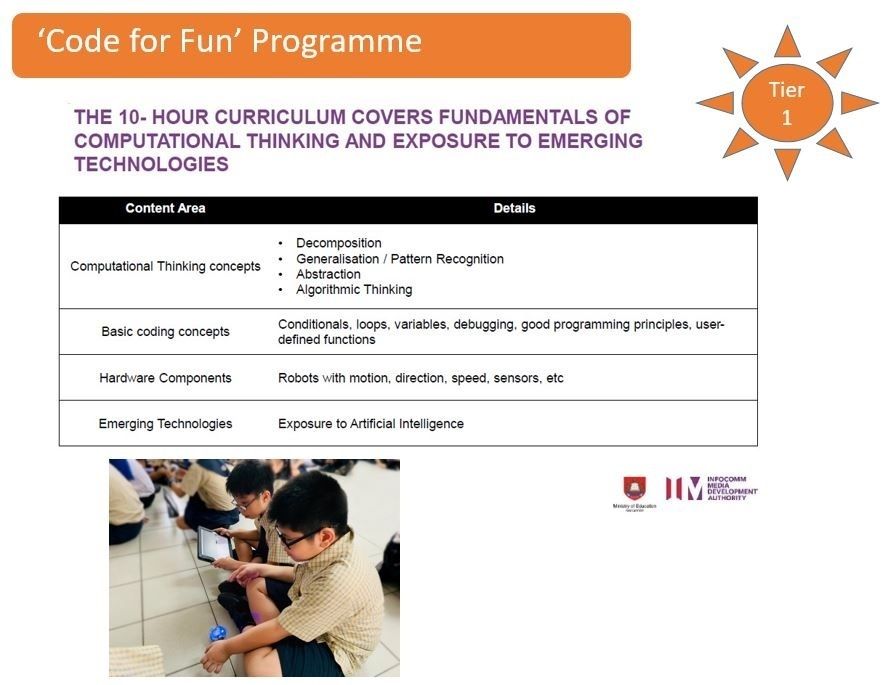 ‘Code for Fun’ Programme
Tier
1
THE 10- HOUR CURRICULUM COVERS FUNDAMENTALS OF
COMPUTATIONAL THINKING AND EXPOSURE TO EMERGING
TECHNOLOGIES
Content Area Details
Computational Thinking concepts
• Decomposition
• Generalisation / Pattern Recognition
• Abstraction
• Algorithmic Thinking
Basic coding concepts
Conditionals, loops, variables, debugging, good programming principles, user-
defined functions
Hardware Components Robots with motion, direction, speed, sensors, etc
Emerging Technologies Exposure to Artificial Intelligence
Ministry of Education
INFOCOMM
MEDIA
DEVELOPMENT
AUTHORITY